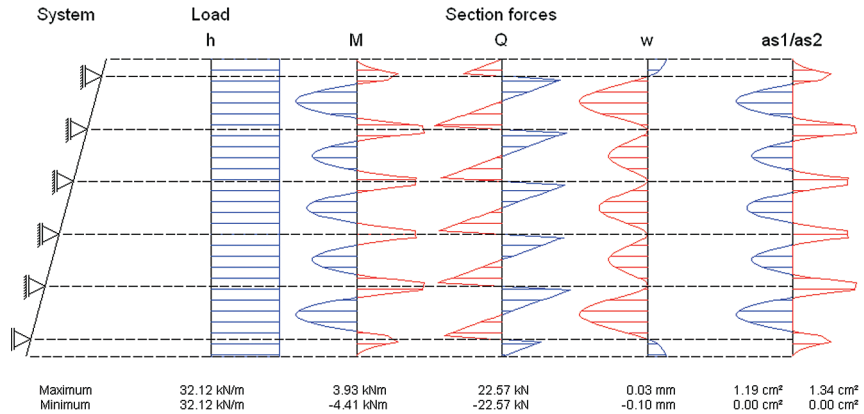 System Load Section forces
h M Q w as1/as2
Maximum 32.12 kN/m 3.93 kNm 22.57 kN 0.03 mm 1.19 cm² 1.34 cm²
Minimum 32.12 kN/m -4.41 kNm -22.57 kN -0.10 mm 0.00 cm² 0.00 cm²